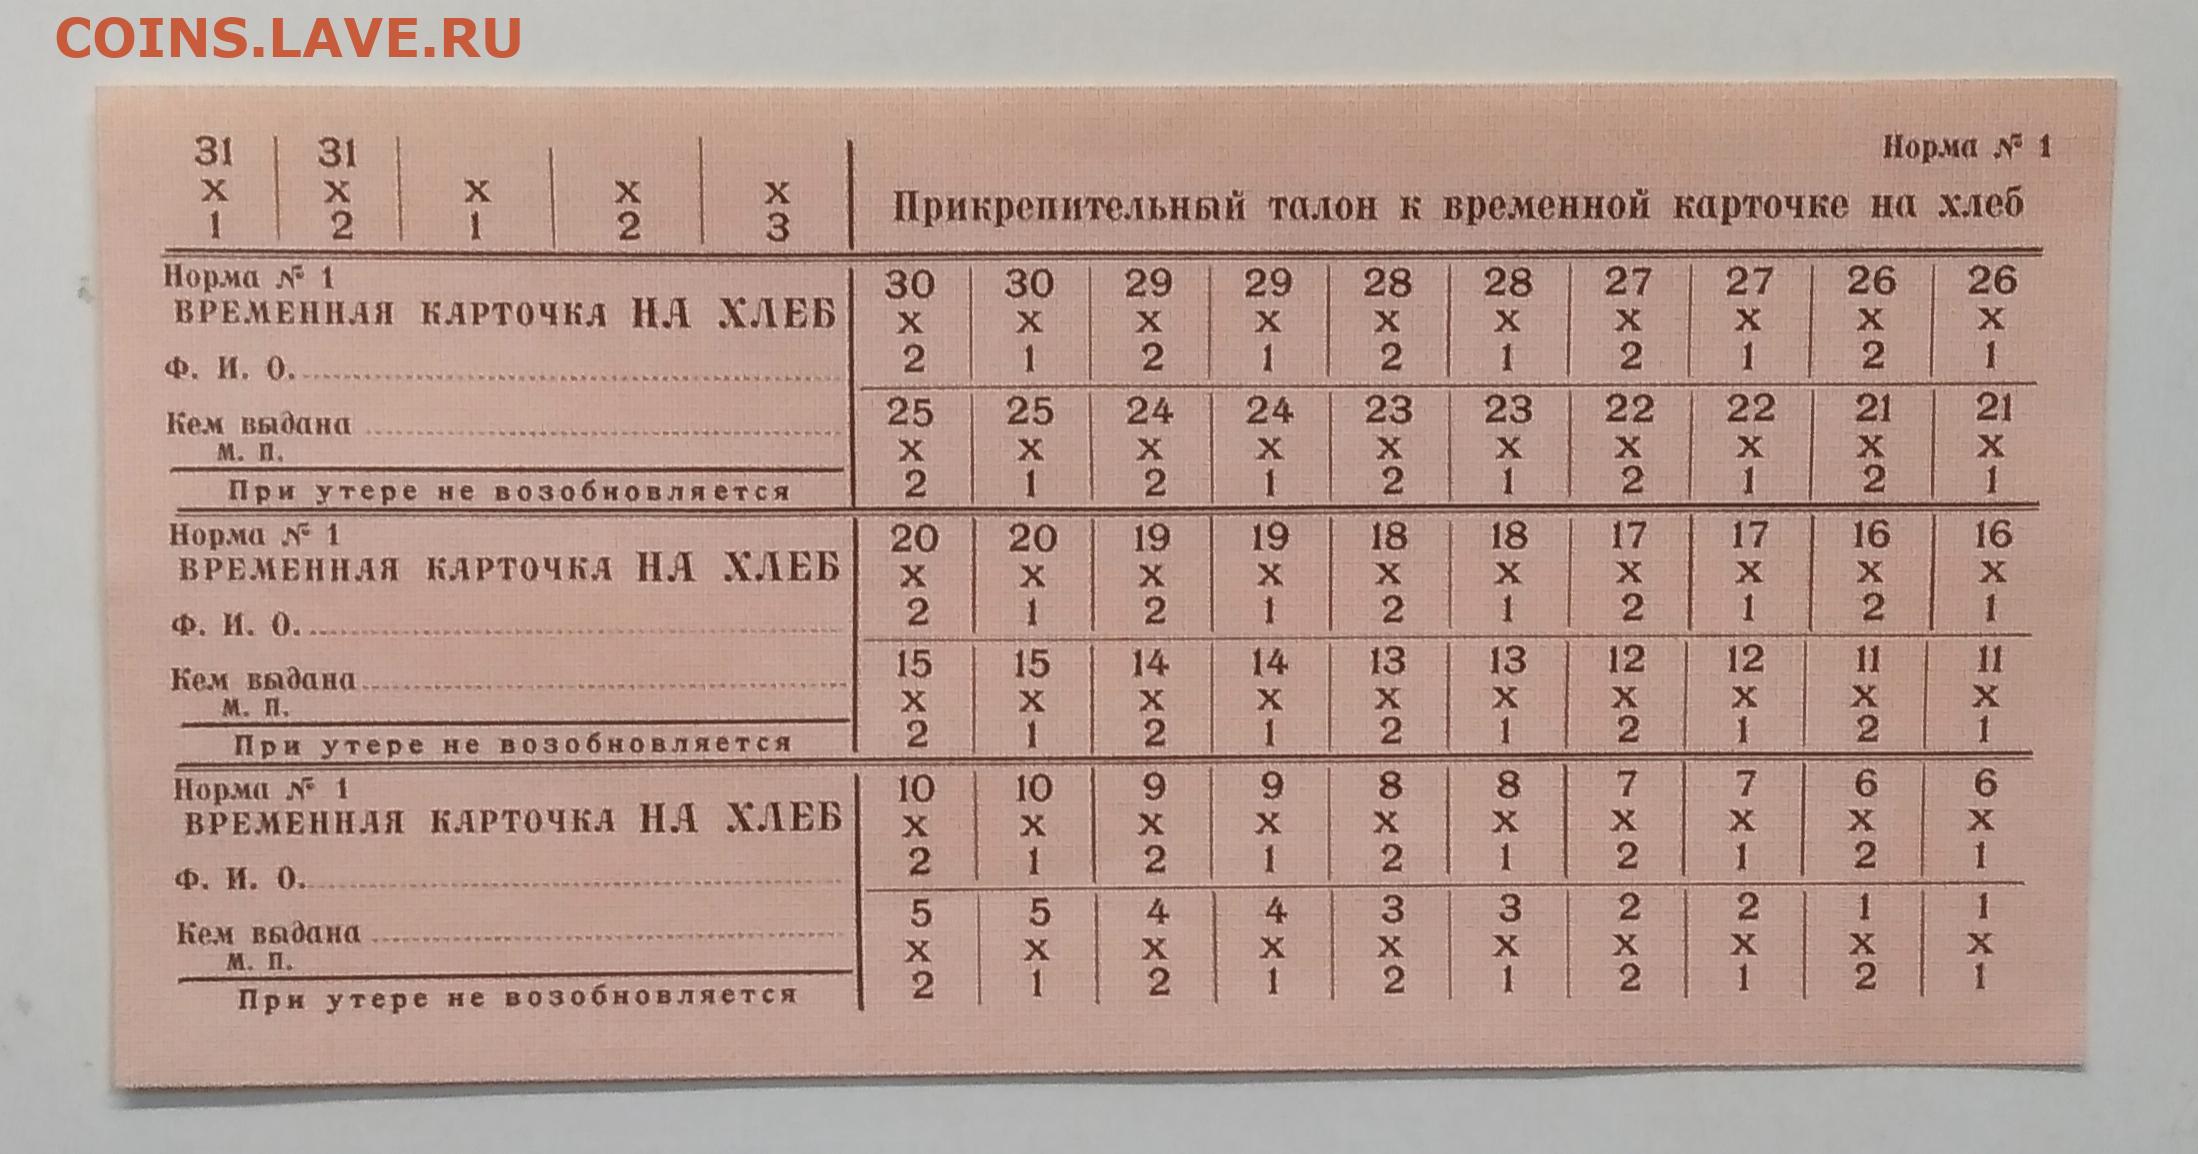 COINS.LAVE.RU
31 31 Норма № 1
х х х х х
1 2 1 2 3
Прикрепительный талон к временной карточке на хлеб
Норма № 1
ВРЕМЕННАЯ КАРТОЧКА НА ХЛЕБ
Ф. И. О.
Кем выдана
М. П.
При утере не возобновляется
30 30 29 29 28 28 27 27 26 26
х х х х х х х х х х
2 1 2 1 2 1 2 1 2 1
25 25 24 24 23 23 22 22 21 21
х х х х х х х х х х
2 1 2 1 2 1 2 1 2 1
Норма № 1
ВРЕМЕННАЯ КАРТОЧКА НА ХЛЕБ
Ф. И. О.
Кем выдана
М. П.
При утере не возобновляется
20 20 19 19 18 18 17 17 16 16
х х х х х х х х х х
2 1 2 1 2 1 2 1 2 1
15 15 14 14 13 13 12 12 11 11
х х х х х х х х х х
2 1 2 1 2 1 2 1 2 1
Норма № 1
ВРЕМЕННАЯ КАРТОЧКА НА ХЛЕБ
Ф. И. О.
Кем выдана
М. П.
При утере не возобновляется
10 10 9 9 8 8 7 7 6 6
х х х х х х х х х х
2 1 2 1 2 1 2 1 2 1
5 5 4 4 3 3 2 2 1 1
х х х х х х х х х х
2 1 2 1 2 1 2 1 2 1